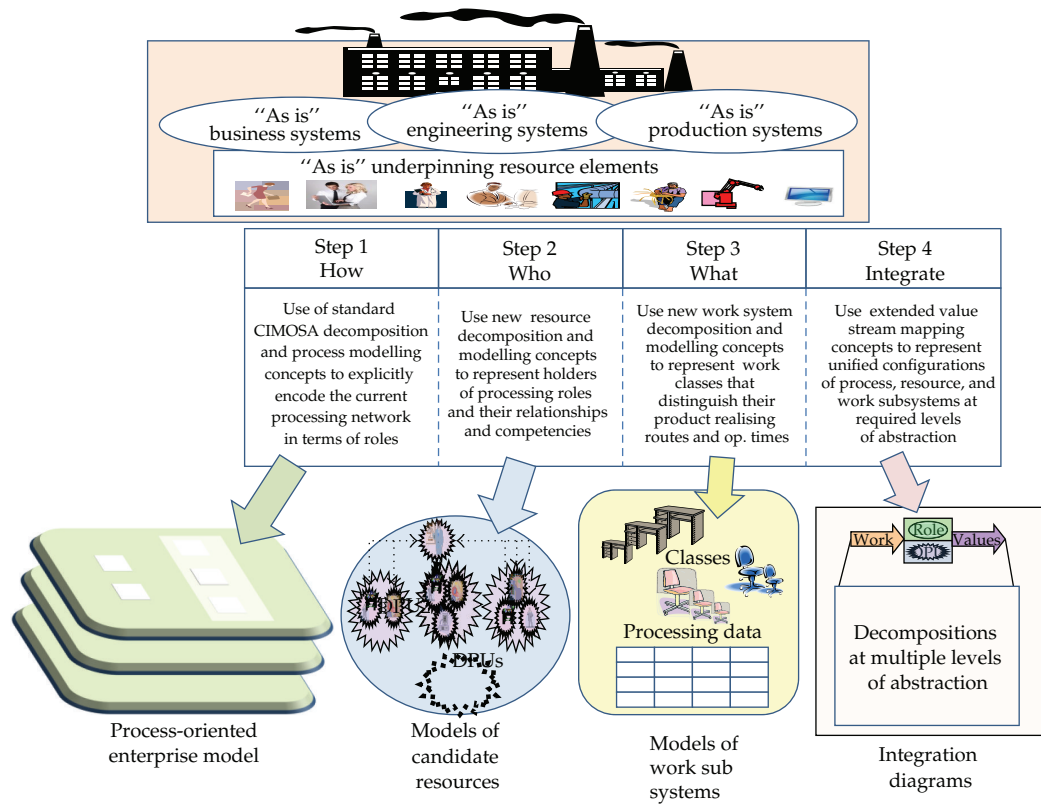 "As is"
business systems
"As is"
engineering systems
"As is"
production systems
"As is" underpinning resource elements
Step 1
How
Step 2
Who
Step 3
What
Step 4
Integrate
Use of standard
CIMOSA decomposition
and process modelling
concepts to explicitly
encode the current
processing network
in terms of roles
Use new resource
decomposition and
modelling concepts
to represent holders
of processing roles
and their relationships
and competencies
Use new work system
decomposition and
modelling concepts
to represent work
classes that
distinguish their
product realising
routes and op. times
Use extended value
stream mapping
concepts to represent
unified configurations
of process, resource, and
work subsystems at
required levels
of abstraction
DPUs
Classes
Processing data
Work
Role
Values
Decompositions
at multiple levels
of abstraction
Process-oriented
enterprise model
Models of
candidate
resources
Models of
work sub
systems
Integration
diagrams